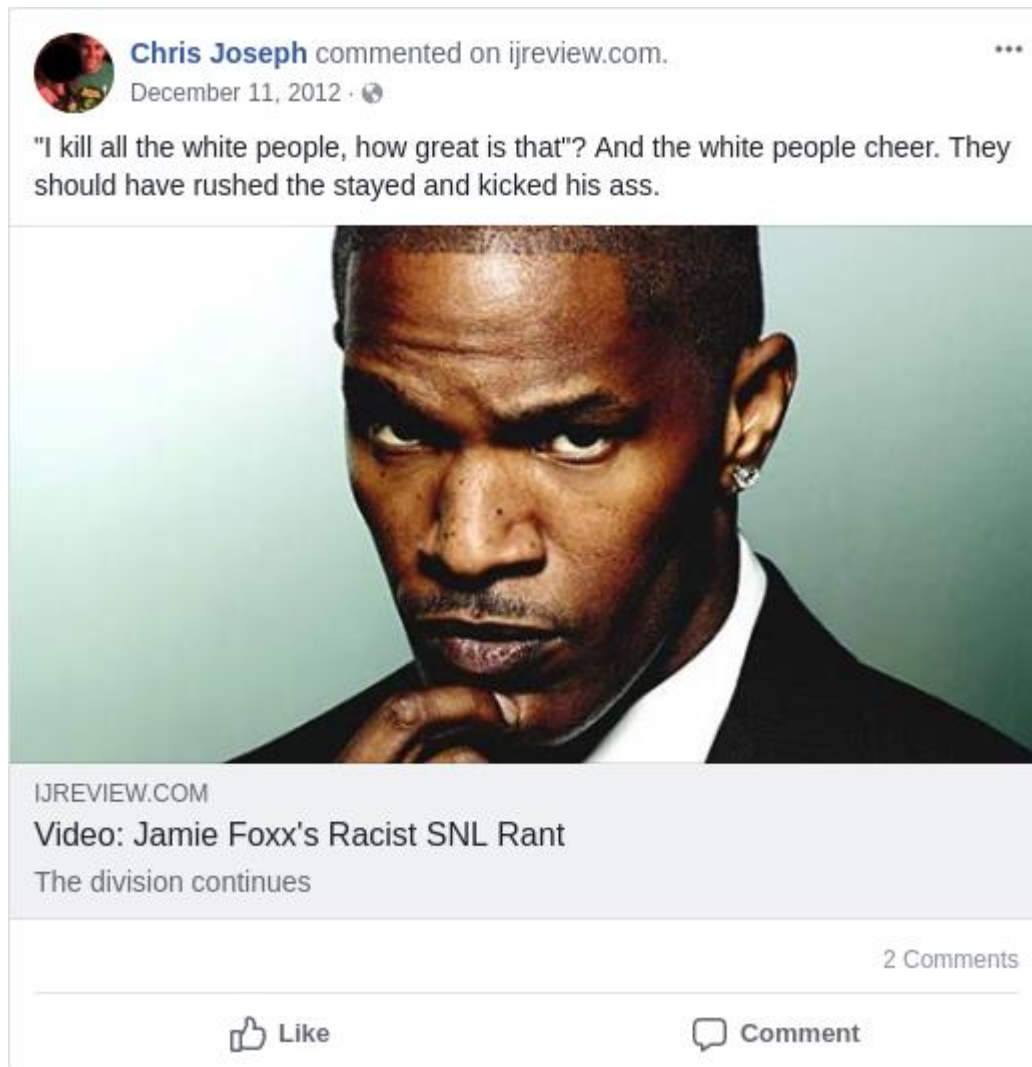 Chris Joseph commented on ijreview.com.
December 11, 2012 ·
"I kill all the white people, how great is that"? And the white people cheer. They
should have rushed the stayed and kicked his ass.
IJREVIEW.COM
Video: Jamie Foxx's Racist SNL Rant
The division continues
2 Comments
Like
Comment